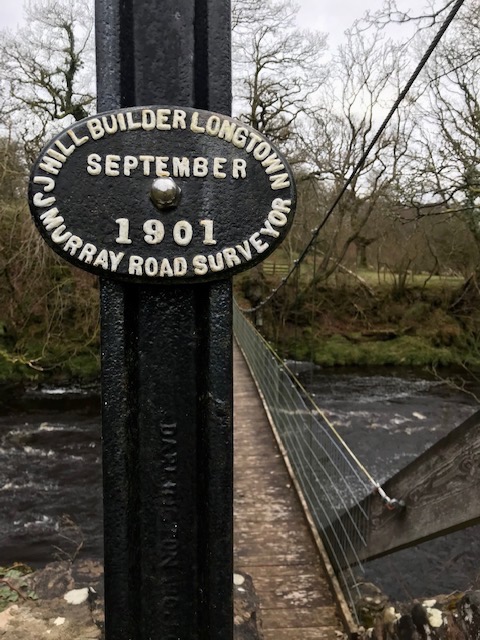 J HILL BUILDER LONGTOWN
SEPTEMBER
1901
J MURRAY ROAD SURVEYOR